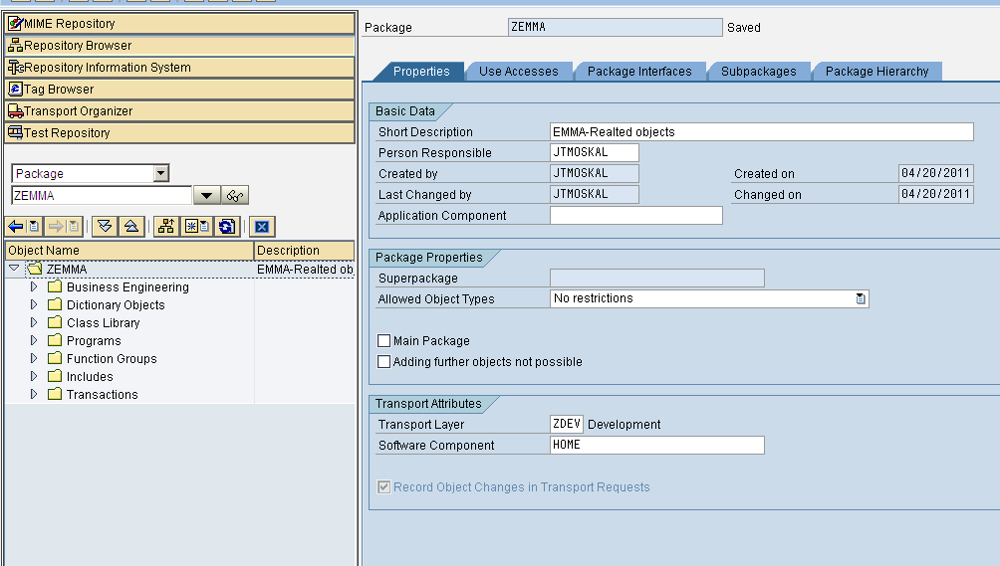 MIME Repository
Repository Browser
Repository Information System
Tag Browser
Transport Organizer
Test Repository
Package
ZEMMA
Object Name Description
ZEMMA EMMA-Realted ob
Business Engineering
Dictionary Objects
Class Library
Programs
Function Groups
Includes
Transactions
Package ZEMMA Saved
Properties Use Accesses Package Interfaces Subpackages Package Hierarchy
Basic Data
Short Description EMMA-Realted objects
Person Responsible JTMOSKAL
Created by JTMOSKAL Created on 04/20/2011
Last Changed by JTMOSKAL Changed on 04/20/2011
Application Component
Package Properties
Superpackage
Allowed Object Types No restrictions
Main Package
Adding further objects not possible
Transport Attributes
Transport Layer ZDEV Development
Software Component HOME
Record Object Changes in Transport Requests